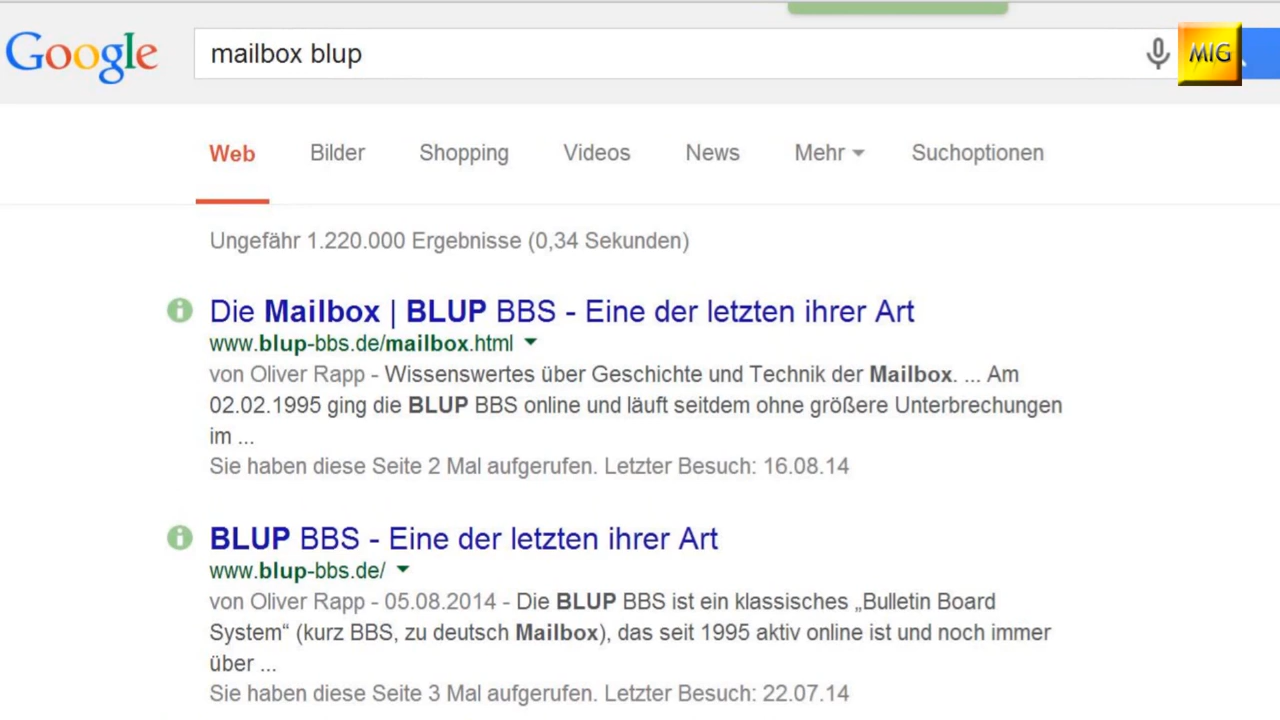 Google
mailbox blup
MIG
Web Bilder Shopping Videos News Mehr Suchoptionen
Ungefähr 1.220.000 Ergebnisse (0,34 Sekunden)
Die Mailbox | BLUP BBS - Eine der letzten ihrer Art
www.blup-bbs.de/mailbox.html
von Oliver Rapp - Wissenswertes über Geschichte und Technik der Mailbox. ... Am
02.02.1995 ging die BLUP BBS online und läuft seitdem ohne größere Unterbrechungen
im ...
Sie haben diese Seite 2 Mal aufgerufen. Letzter Besuch: 16.08.14
BLUP BBS - Eine der letzten ihrer Art
www.blup-bbs.de/
von Oliver Rapp - 05.08.2014 - Die BLUP BBS ist ein klassisches „Bulletin Board
System“ (kurz BBS, zu deutsch Mailbox), das seit 1995 aktiv online ist und noch immer
über ...
Sie haben diese Seite 3 Mal aufgerufen. Letzter Besuch: 22.07.14